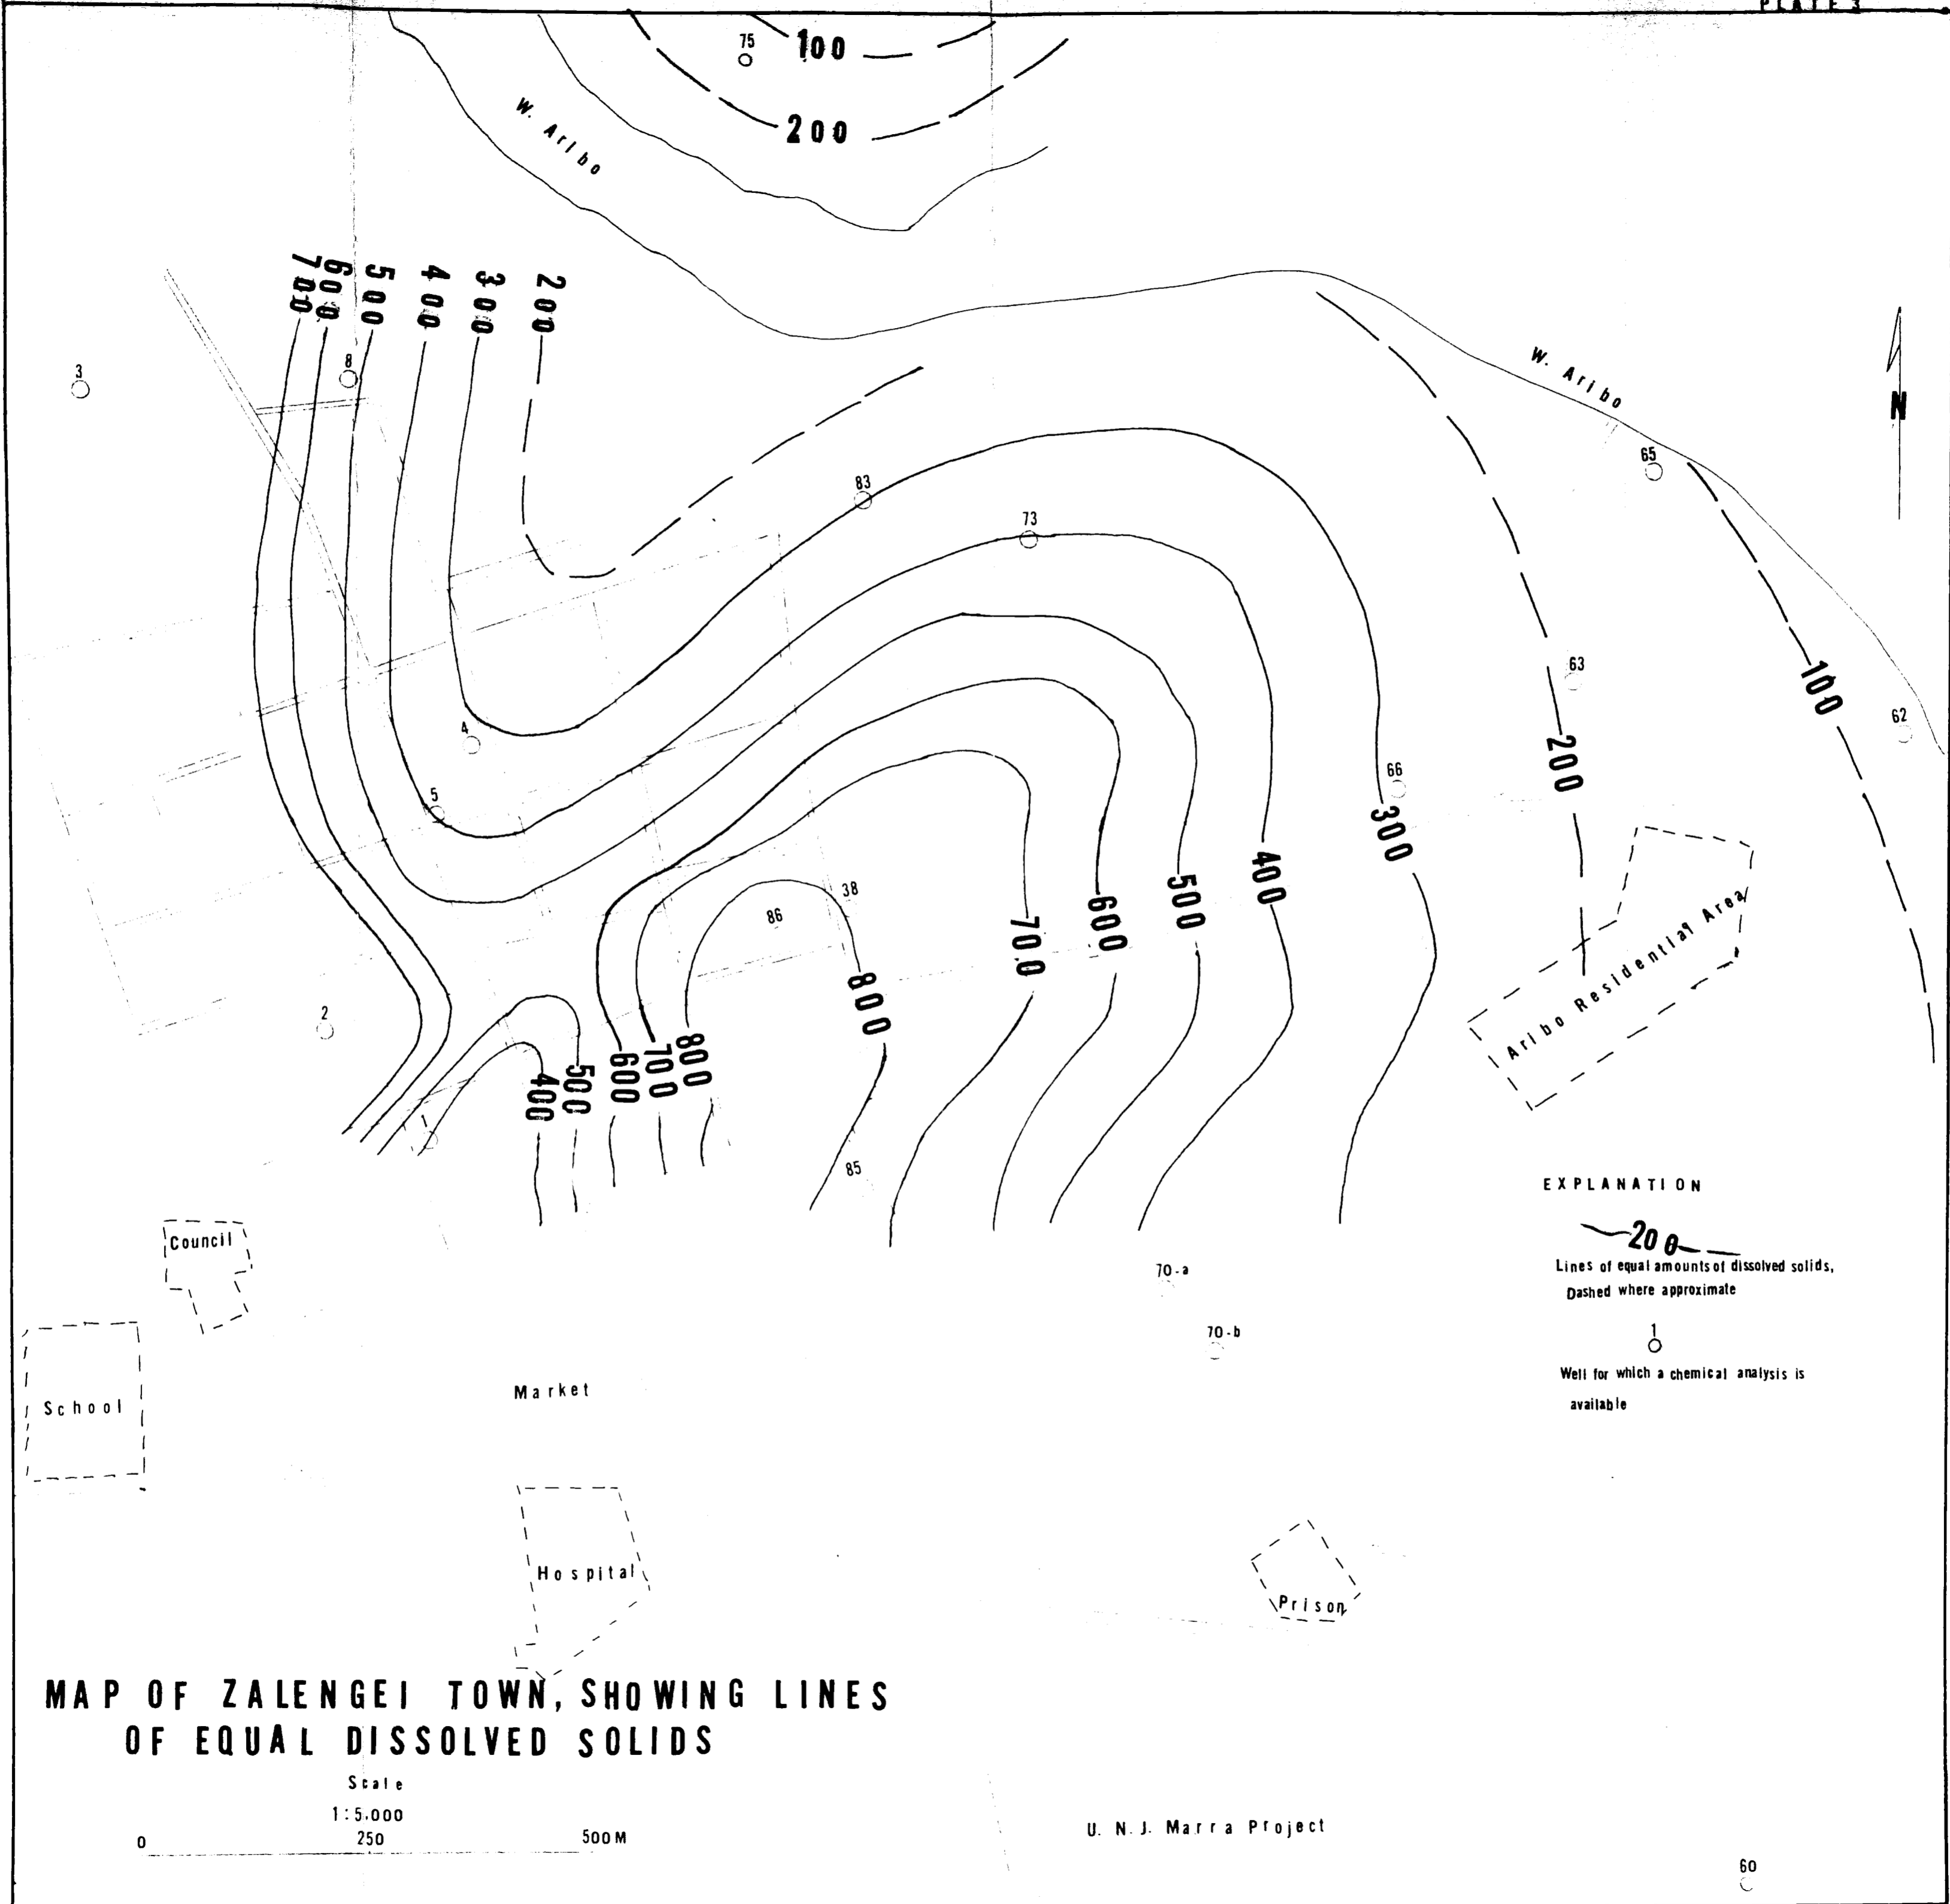 PLATE 3
75
100
200
W. Aribo
700
600
500
400
300
200
8
3
W. Aribo
N
65
83
73
63
100
62
4
200
66
5
300
400
38
500
86
600
Aribo Residential Area
700
800
2
800
700
600
500
400
1
85
EXPLANATION
200
Lines of equal amounts of dissolved solids,
Dashed where approximate
1
Well for which a chemical analysis is
available
Council
70-a
70-b
School
Market
Hospital
Prison
MAP OF ZALENGEI TOWN, SHOWING LINES
OF EQUAL DISSOLVED SOLIDS
Scale
1:5.000
0 250 500M
U. N. J. Marra Project
60